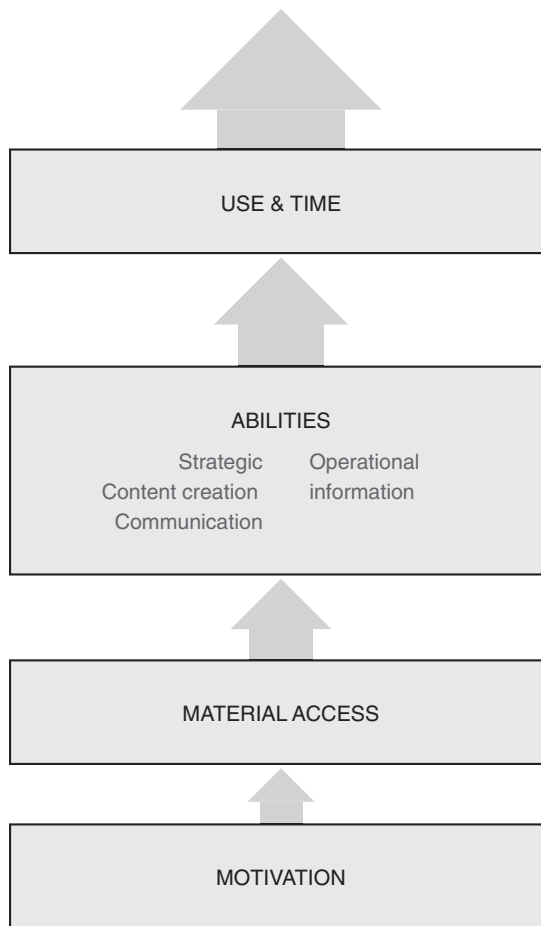 USE & TIME
ABILITIES
Strategic Operational
Content creation information
Communication
MATERIAL ACCESS
MOTIVATION